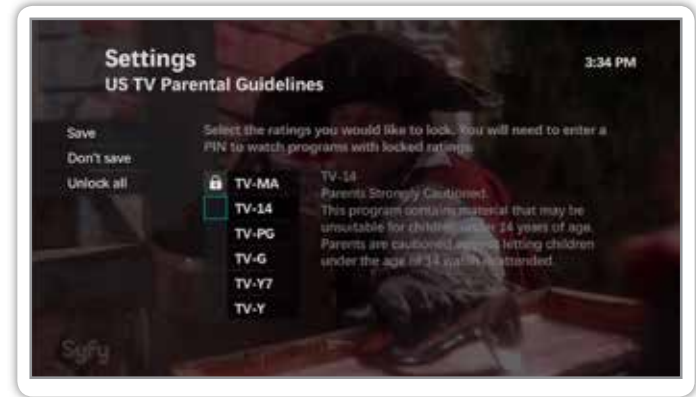 Settings
3:34 PM
US TV Parental Guidelines
Save
Don't save
Unlock all
Select the ratings you would like to lock. You will need to enter a
PIN to watch programs with locked ratings.
TV-MA
TV-14
TV-PG
TV-G
TV-Y7
TV-Y
TV-14
Parents Strongly Cautioned.
This program contains material that may be
unsuitable for children under 14 years of age.
Parents are cautioned against letting children
under the age of 14 watch unattended.
Syfy